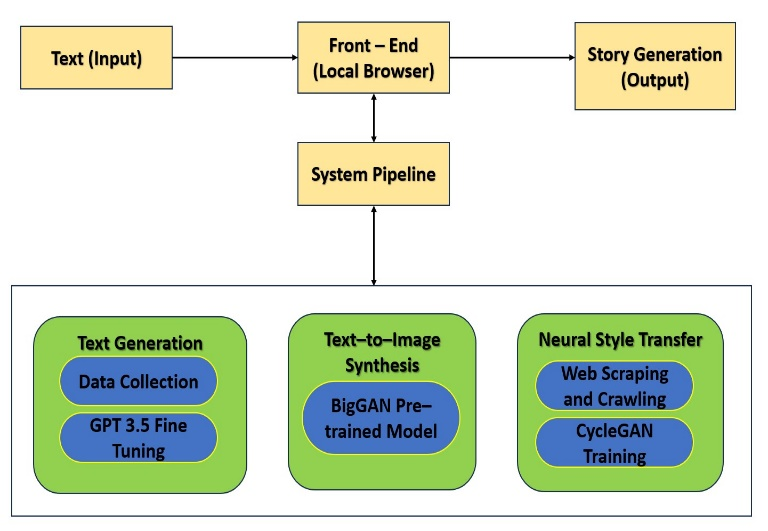 Text (Input)
Front – End
(Local Browser)
Story Generation
(Output)
System Pipeline
Text Generation
Data Collection
GPT 3.5 Fine
Tuning
Text–to–Image
Synthesis
BigGAN Pre–
trained Model
Neural Style Transfer
Web Scraping
and Crawling
CycleGAN
Training